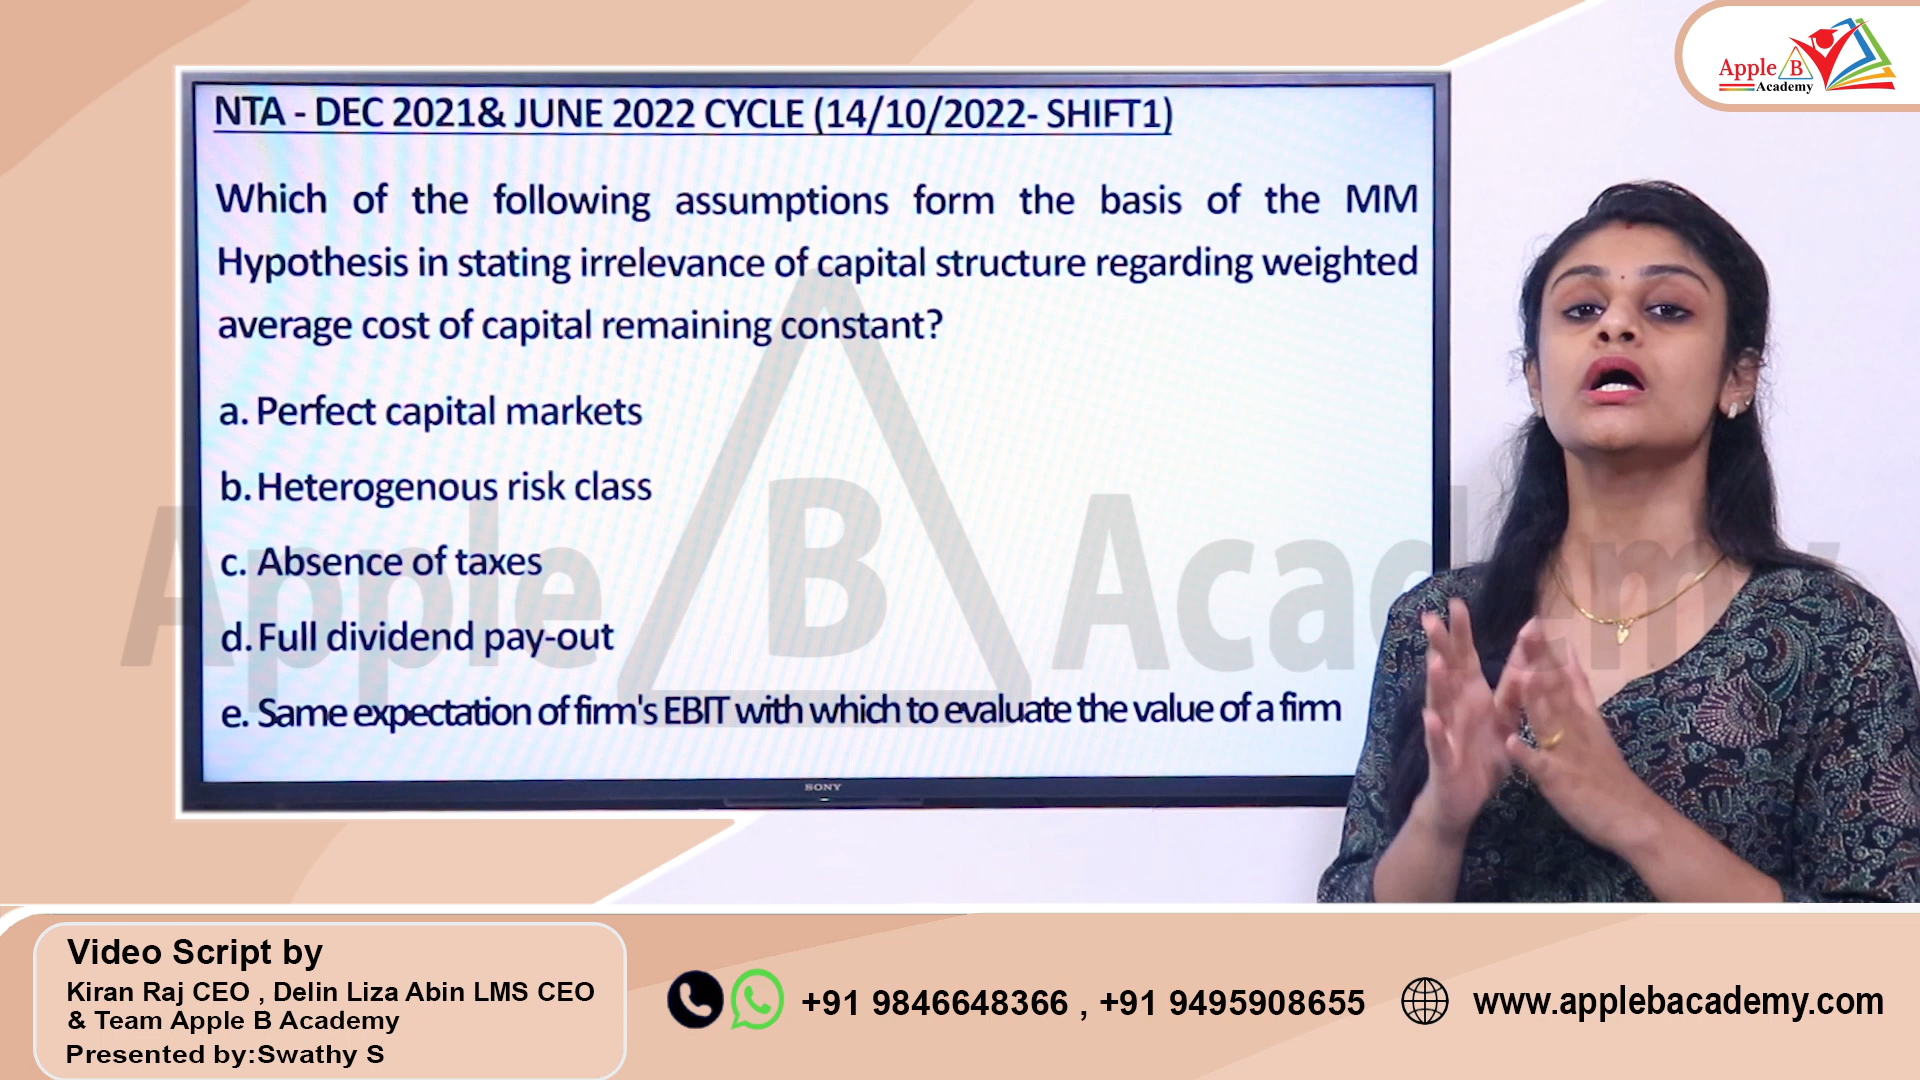 Apple B
Academy
NTA - DEC 2021& JUNE 2022 CYCLE (14/10/2022- SHIFT1)
Which of the following assumptions form the basis of the MM
Hypothesis in stating irrelevance of capital structure regarding weighted
average cost of capital remaining constant?
a. Perfect capital markets
b. Heterogenous risk class
c. Absence of taxes
d. Full dividend pay-out
e. Same expectation of firm's EBIT with which to evaluate the value of a firm
Apple B Academy
SONY
Video Script by
Kiran Raj CEO , Delin Liza Abin LMS CEO
& Team Apple B Academy
Presented by:Swathy S
+91 9846648366 , +91 9495908655
www.applebacademy.com